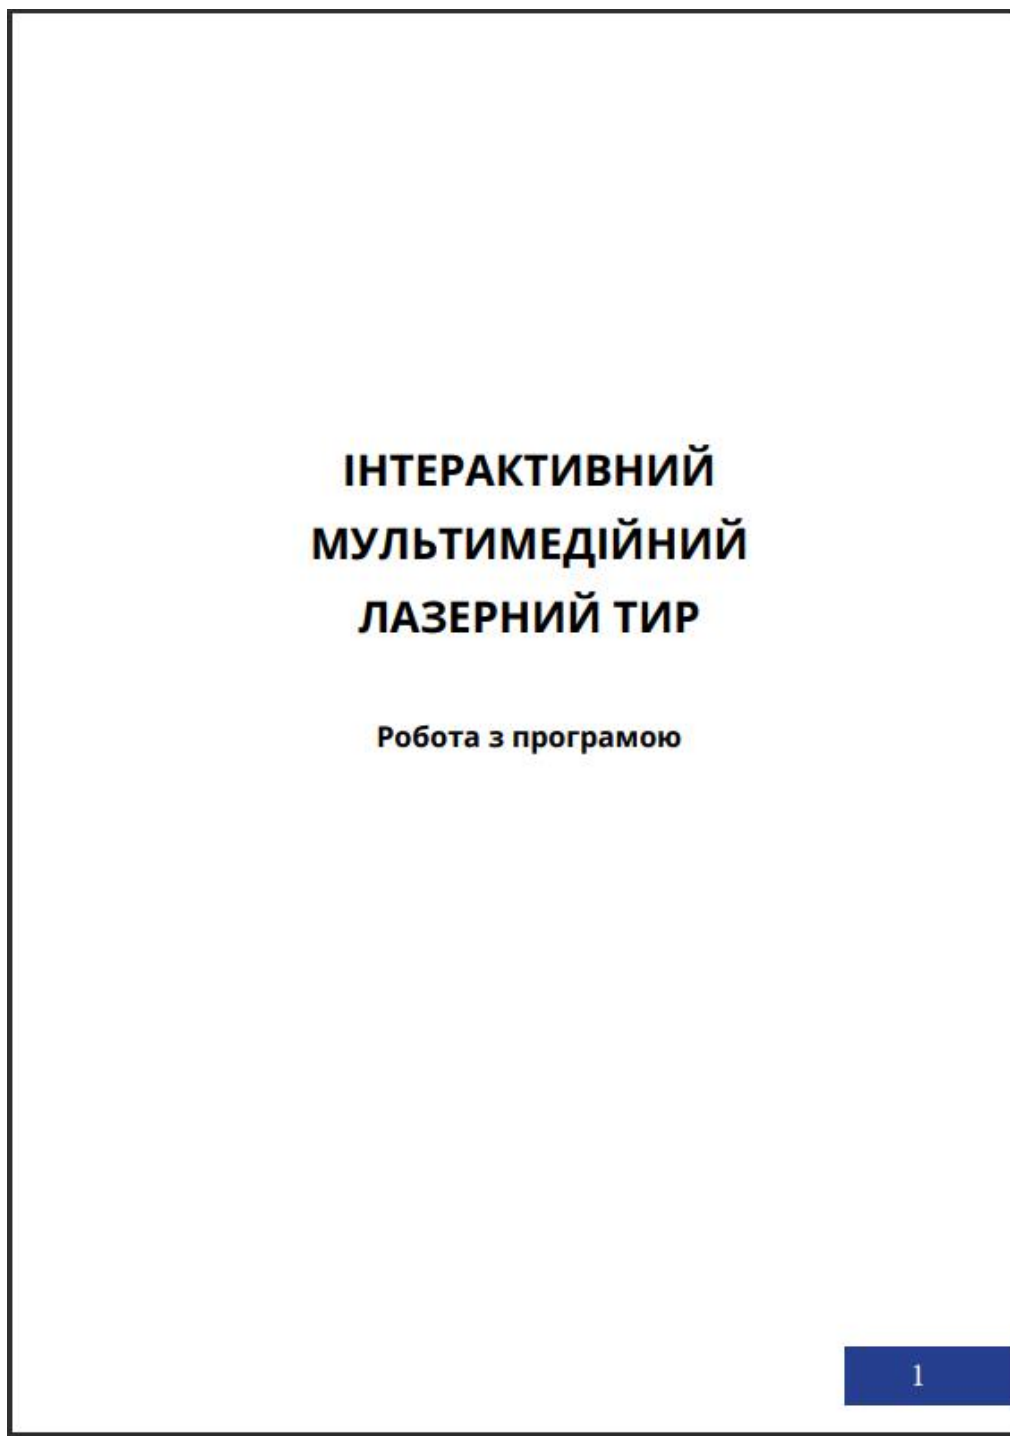 ІНТЕРАКТИВНИЙ
МУЛЬТИМЕДІЙНИЙ
ЛАЗЕРНИЙ ТИР
Робота з програмою
1